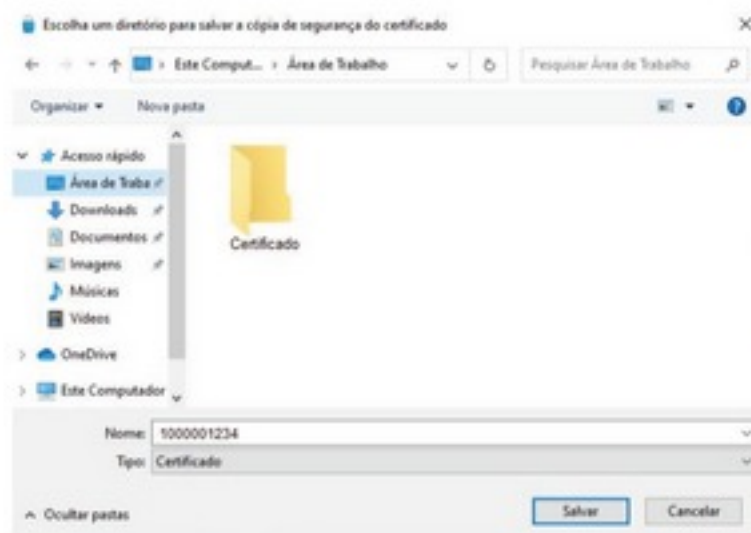 Escolha um diretório para salvar a cópia de segurança do certificado
Este Comput... › Área de Trabalho
Pesquisar Área de Trabalho
Organizar
Nova pasta
Acesso rápido
Área de Traba
Downloads
Documentos
Imagens
Músicas
Vídeos
OneDrive
Este Computador
Certificado
Nome: 1000001234
Tipo: Certificado
Ocultar pastas
Salvar
Cancelar